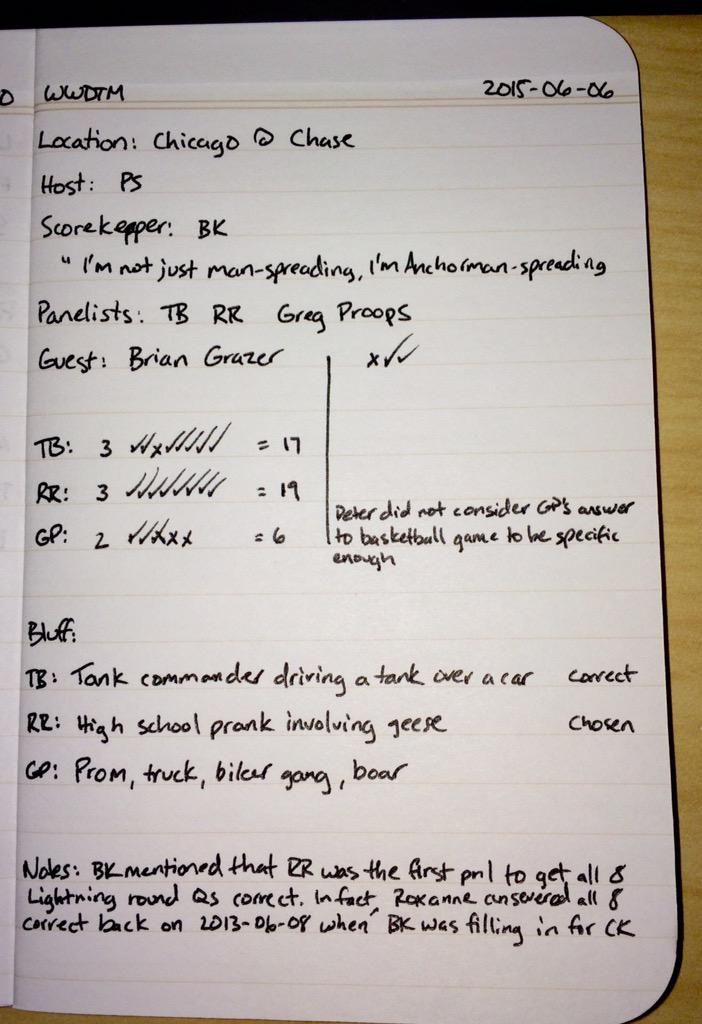 WWDTM 2015-06-06
Location: Chicago @ Chase
Host: PS
Scorekepper: BK
"I'm not just man-spreading, I'm Anchorman-spreading
Panelists: TB RR Greg Proops
Guest: Brian Grazer x✓✓
TB: 3 ✓✓x✓✓✓✓✓ = 17
RR: 3 ✓✓✓✓✓✓✓✓ = 19
GP: 2 ✓✓✓xxx = 6
Peter did not consider GP's answer
to basketball game to be specific
enough
Bluff:
TB: Tank commander driving a tank over a car correct
RR: High school prank involving geese chosen
GP: Prom, truck, biker gang, boar
Notes: BK mentioned that RR was the first pnl to get all 8
Lightning round Qs correct. In fact, Roxanne answered all 8
correct back on 2013-06-08 when BK was filling in for CK